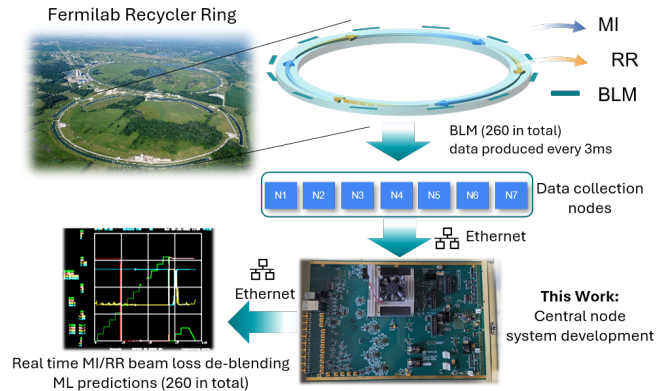 Fermilab Recycler Ring
MI
RR
BLM
BLM (260 in total)
data produced every 3ms
N1 N2 N3 N4 N5 N6 N7
Data collection
nodes
Ethernet
Ethernet
This Work:
Central node
system development
Real time MI/RR beam loss de-blending
ML predictions (260 in total)